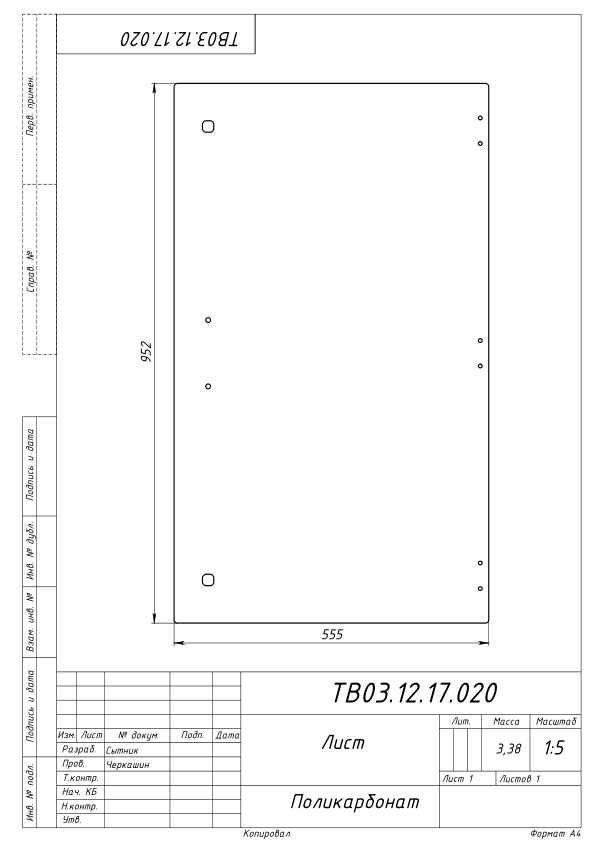 ТВ03.12.17.020
Перв. примен.
Справ. №
Подпись и дата
Инв. № дубл.
Взам. инв. №
Подпись и дата
Инв. № подл.
952
555
ТВ03.12.17.020
Изм. Лист № докум. Подп. Дата
Разраб. Сытник
Пров. Черкашин
Т.контр.
Нач. КБ
Н.контр.
Утв.
Лист
Лит. Масса Масштаб
3,38 1:5
Лист 1 Листов 1
Поликарбонат
Копировал Формат А4